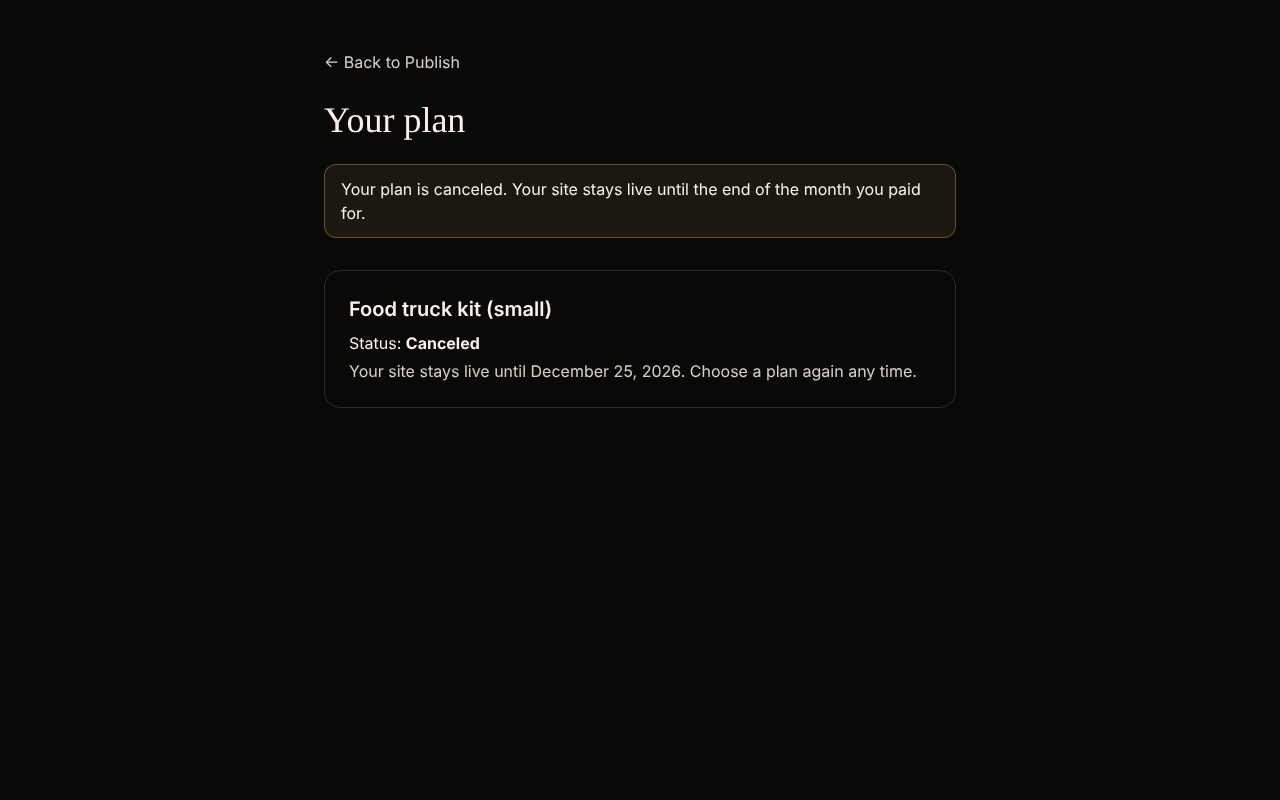 ← Back to Publish
Your plan
Your plan is canceled. Your site stays live until the end of the month you paid
for.
Food truck kit (small)
Status: Canceled
Your site stays live until December 25, 2026. Choose a plan again any time.